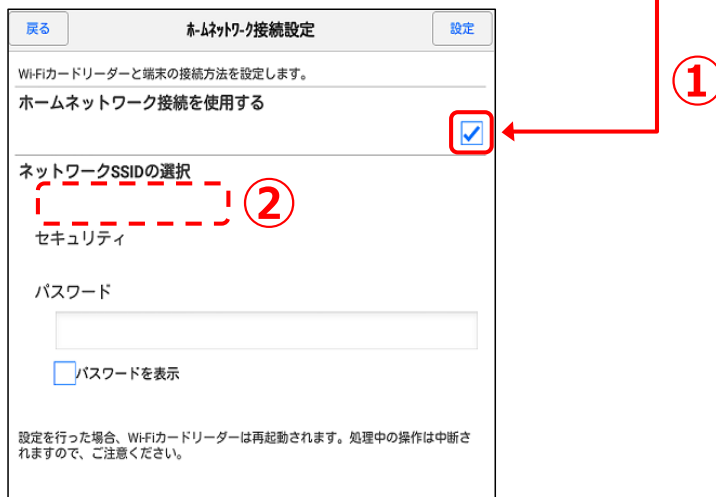 戻る ホームネットワーク接続設定 設定
Wi-Fiカードリーダーと端末の接続方法を設定します。
ホームネットワーク接続を使用する
①
ネットワークSSIDの選択
②
セキュリティ
パスワード
パスワードを表示
設定を行った場合、Wi-Fiカードリーダーは再起動されます。処理中の操作は中断さ
れますので、ご注意ください。